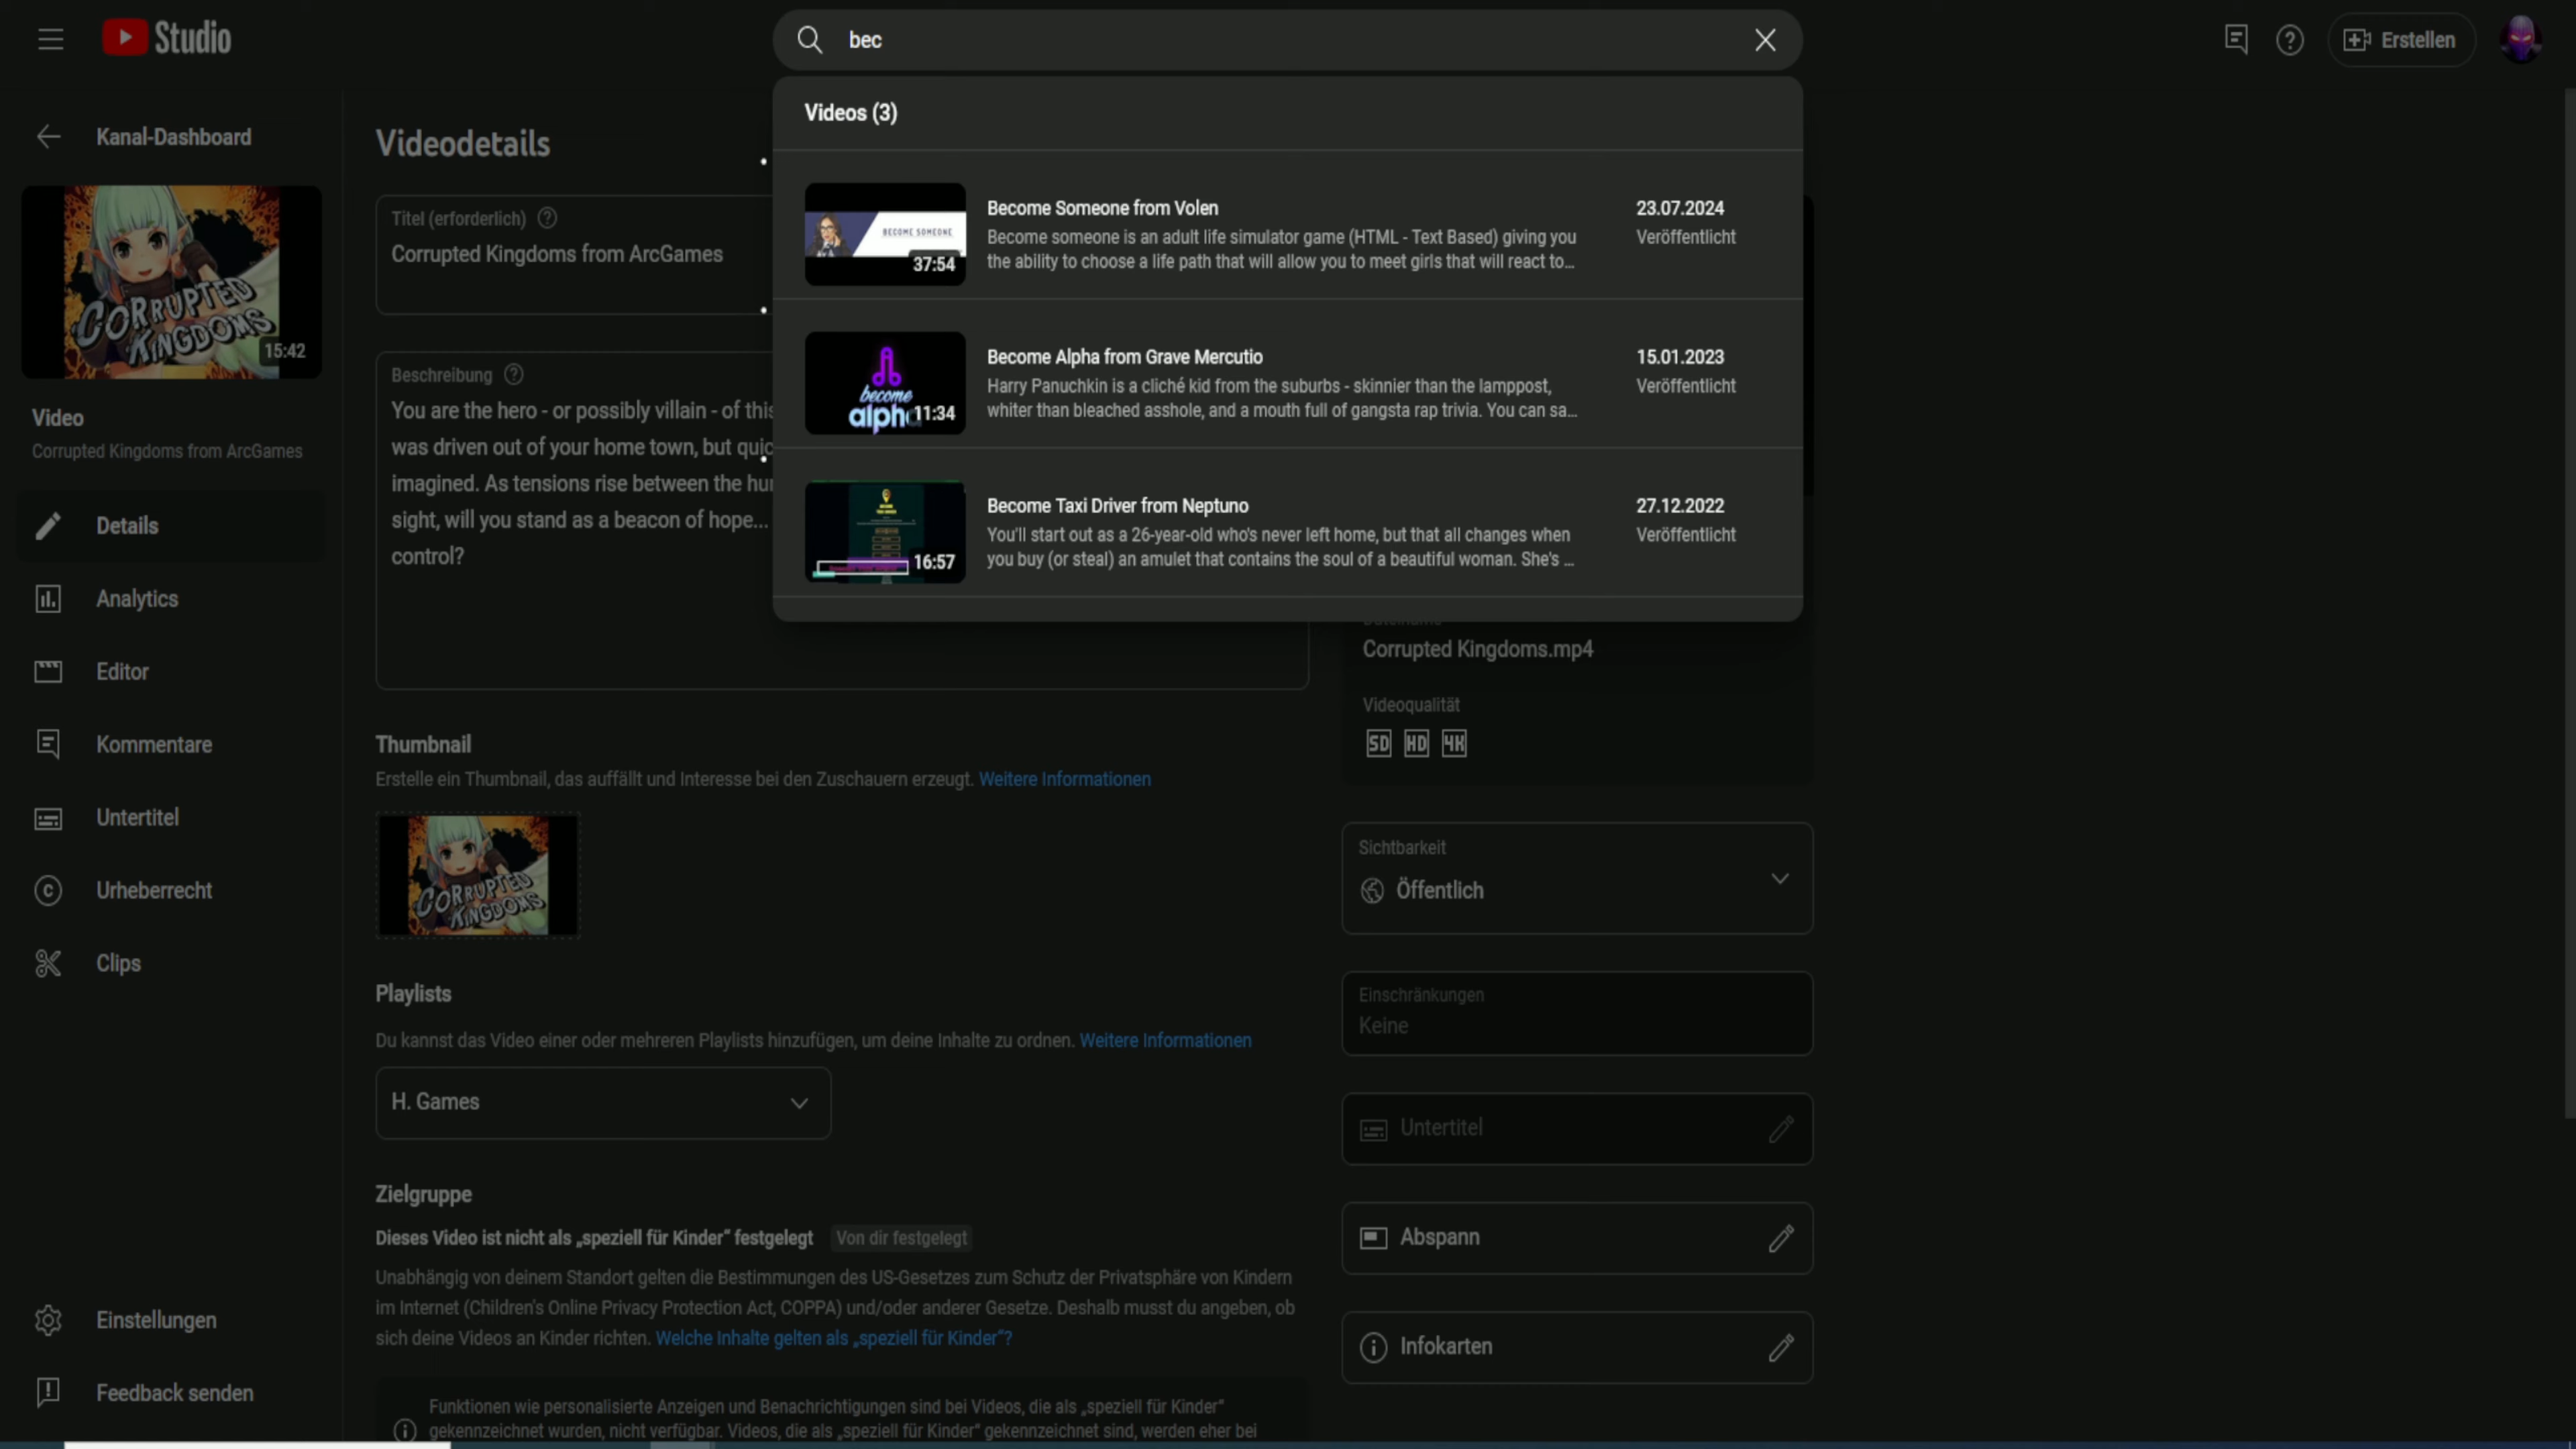 Studio
bec
Erstellen
Videos (3)
Become Someone from Volen
23.07.2024
Become someone is an adult life simulator game (HTML - Text Based) giving you
Veröffentlicht
the ability to choose a life path that will allow you to meet girls that will react to...
BECOME SOMEONE
37:54
Become Alpha from Grave Mercutio
15.01.2023
Harry Panuchkin is a cliché kid from the suburbs - skinnier than the lamppost,
Veröffentlicht
whiter than bleached asshole, and a mouth full of gangsta rap trivia. You can sa...
become
11:34
Become Taxi Driver from Neptuno
27.12.2022
You'll start out as a 26-year-old who's never left home, but that all changes when
Veröffentlicht
you buy (or steal) an amulet that contains the soul of a beautiful woman. She's ...
16:57
Kanal-Dashboard
CORRUPTED
KINGDOMS
15:42
Video
Corrupted Kingdoms from ArcGames
Details
Analytics
Editor
Kommentare
Untertitel
Urheberrecht
Clips
Einstellungen
Feedback senden
Videodetails
Titel (erforderlich)
Corrupted Kingdoms from ArcGames
Beschreibung
You are the hero - or possibly villain - of this
was driven out of your home town, but
imagined. As tensions rise between the
sight, will you stand as a beacon of hope...
control?
Thumbnail
Erstelle ein Thumbnail, das auffällt und Interesse bei den Zuschauern erzeugt. Weitere Informationen
CORRUPTED
KINGDOMS
Playlists
Du kannst das Video einer oder mehreren Playlists hinzufügen, um deine Inhalte zu ordnen. Weitere Informationen
H. Games
Zielgruppe
Dieses Video ist nicht als „speziell für Kinder“ festgelegt Von dir festgelegt
Unabhängig von deinem Standort gelten die Bestimmungen des US-Gesetzes zum Schutz der Privatsphäre von Kindern
im Internet (Children's Online Privacy Protection Act, COPPA) und/oder anderer Gesetze. Deshalb musst du angeben, ob
sich deine Videos an Kinder richten. Welche Inhalte gelten als „speziell für Kinder“?
Funktionen wie personalisierte Anzeigen und Benachrichtigungen sind bei Videos, die als „speziell für Kinder“
gekennzeichnet wurden, nicht verfügbar. Videos, die als „speziell für Kinder“ gekennzeichnet sind, werden eher bei
Corrupted Kingdoms.mp4
Videoqualität
SD HD 4K
Sichtbarkeit
Öffentlich
Einschränkungen
Keine
Untertitel
Abspann
Infokarten